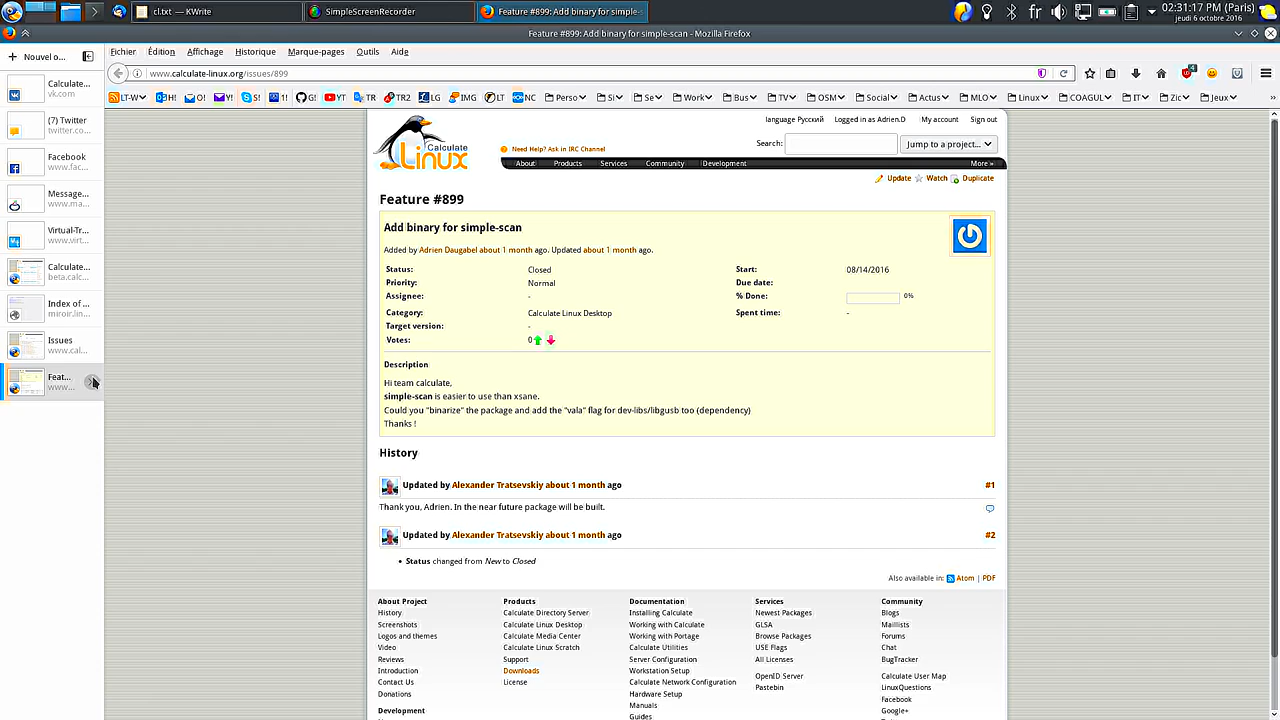 cl.txt — KWrite
SimpleScreenRecorder
Feature #899: Add binary for simple-
fr
02:31:17 PM (Paris)
jeudi 6 octobre 2016
Feature #899: Add binary for simple-scan - Mozilla Firefox
Nouvel o...
Fichier Édition Affichage Historique Marque-pages Outils Aide
www.calculate-linux.org/issues/899
LT-W H! O! Y! S! 1! G! YT TR TR2 LG IMG LT NC Perso Si Se Work Bus TV OSM Social Actus MLO Linux COAGUL IT Zic Jeux »
Calculate...
vk.com
(7) Twitter
twitter.co...
Facebook
www.fac...
Message...
www.ma...
Virtual-Tr...
www.virt...
Calculate...
beta.calc...
Index of ...
miroir.lin...
Issues
www.cal...
Feat...
www...
language Русский Logged in as Adrien.D My account Sign out
Calculate
Linux
Need Help? Ask in IRC Channel
Search:
Jump to a project...
About Products Services Community Development More »
Update Watch Duplicate
Feature #899
Add binary for simple-scan
Added by Adrien Daugabel about 1 month ago. Updated about 1 month ago.
Status: Closed Start: 08/14/2016
Priority: Normal Due date:
Assignee: - % Done: 0%
Category: Calculate Linux Desktop Spent time: -
Target version: -
Votes: 0
Description
Hi team calculate,
simple-scan is easier to use than xsane.
Could you "binarize" the package and add the "vala" flag for dev-libs/libgusb too (dependency)
Thanks !
History
Updated by Alexander Tratsevskiy about 1 month ago #1
Thank you, Adrien. In the near future package will be built.
Updated by Alexander Tratsevskiy about 1 month ago #2
• Status changed from New to Closed
Also available in: Atom | PDF
About Project Products Documentation Services Community
History Calculate Directory Server Installing Calculate Newest Packages Blogs
Screenshots Calculate Linux Desktop Working with Calculate GLSA Maillists
Logos and themes Calculate Media Center Working with Portage Browse Packages Forums
Video Calculate Linux Scratch Calculate Utilities USE Flags Chat
Reviews Support Server Configuration All Licenses BugTracker
Introduction Downloads Workstation Setup OpenID Server Calculate User Map
Contact Us License Calculate Network Configuration Pastebin LinuxQuestions
Donations Hardware Setup Facebook
Development Manuals Google+
Guides